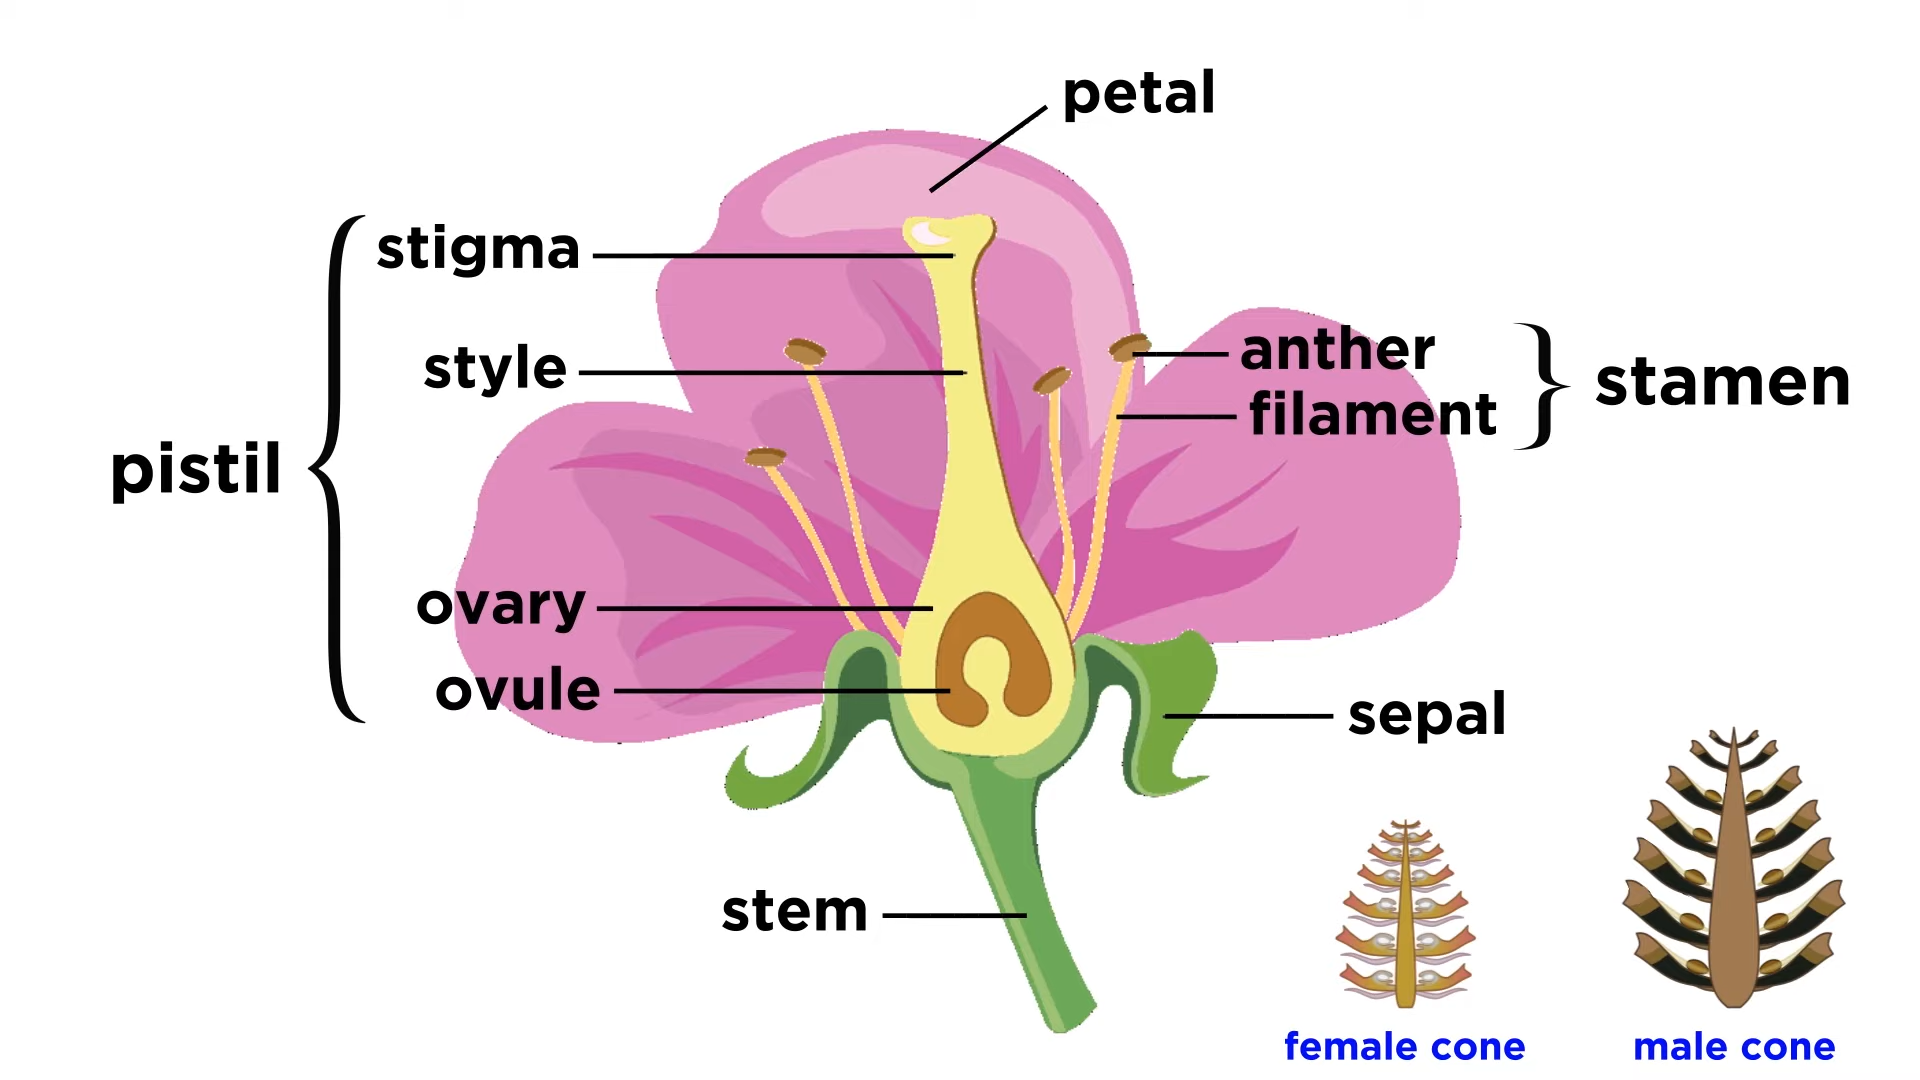 petal
stigma
style
pistil
ovary
ovule
anther
filament
stamen
sepal
stem
female cone
male cone